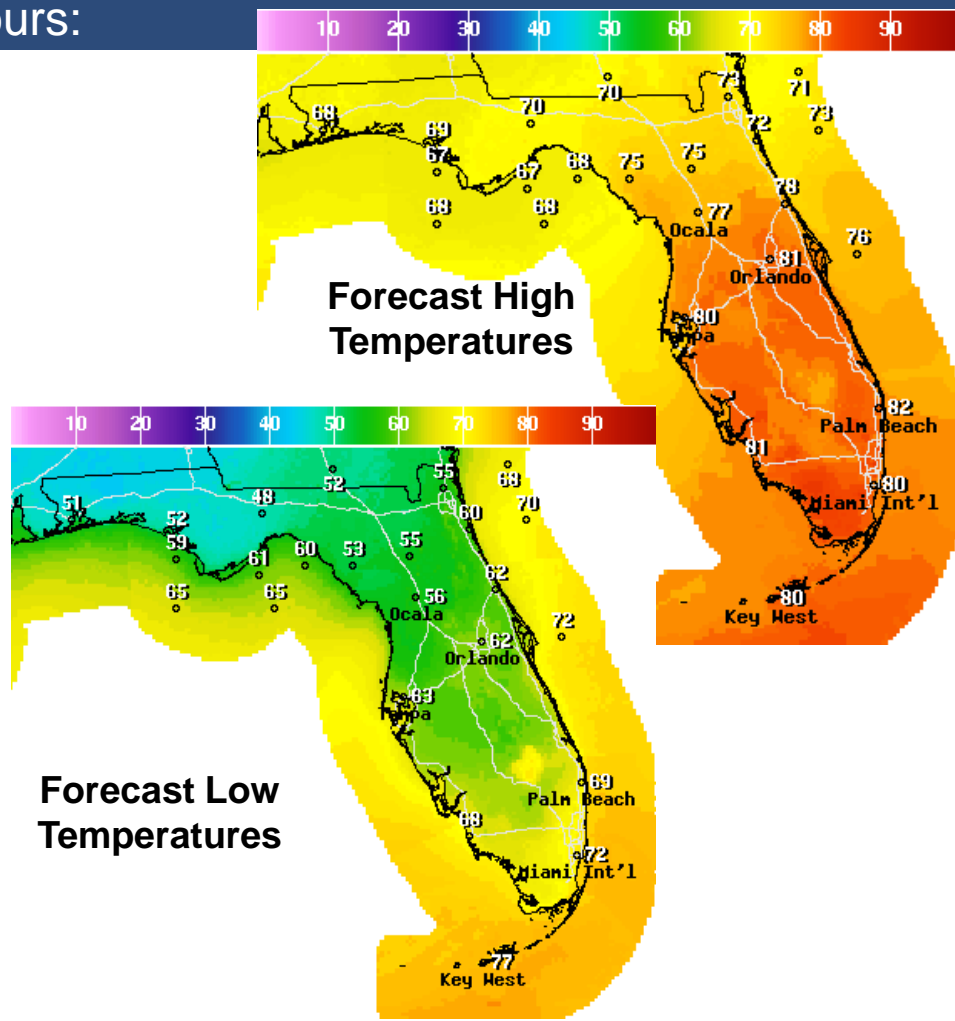 ours:
10 20 30 40 50 60 70 80 90
70
71
73
68
70
73
69
72
67
67
68
75
75
78
68
68
77
Ocala
76
81
Orlando
Forecast High
Temperatures
80
Tampa
82
Palm Beach
81
80
Miami Int'l
80
Key West
10 20 30 40 50 60 70 80 90
52
55
68
51
48
70
52
60
59
61
60
53
55
62
65
65
56
Ocala
72
62
Orlando
63
Tampa
Forecast Low
Temperatures
69
Palm Beach
68
72
Miami Int'l
77
Key West